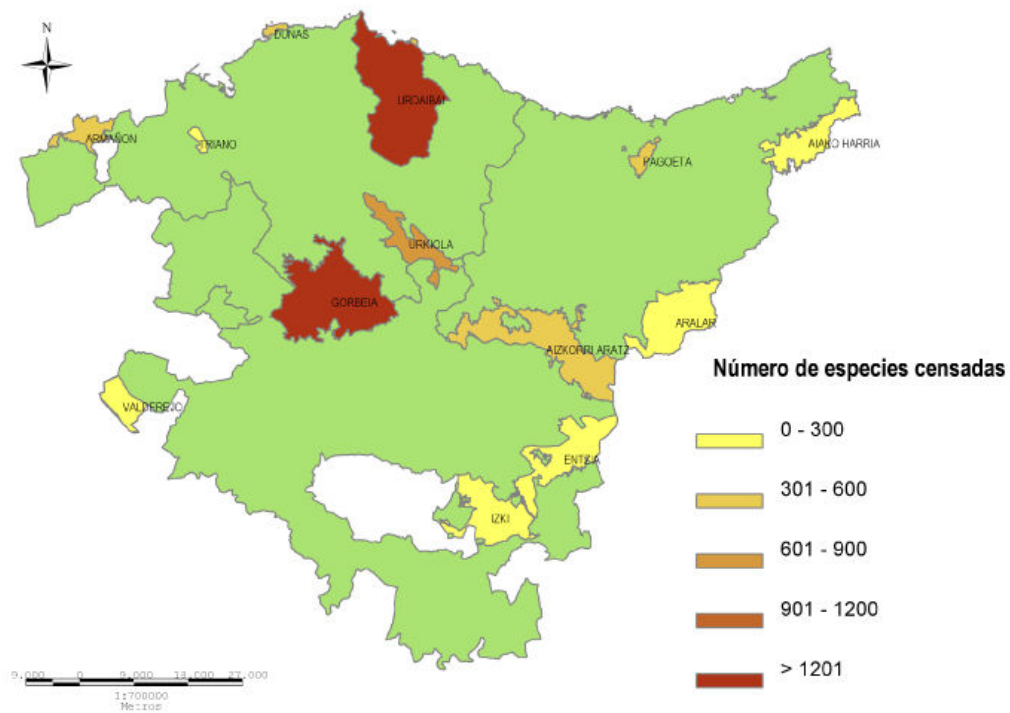 N
DUNAS
URDAIBAI
ARMAÑON
TRIANO
AIAKO HARRIA
PAGOETA
URKIOLA
GORBEIA
ARALAR
AIZKORRI ARATZ
VALDEREJO
ENTZIA
IZKI
Número de especies censadas
0 - 300
301 - 600
601 - 900
901 - 1200
> 1201
9.000 0 9.000 18.000 27.000
1:700000
Metros